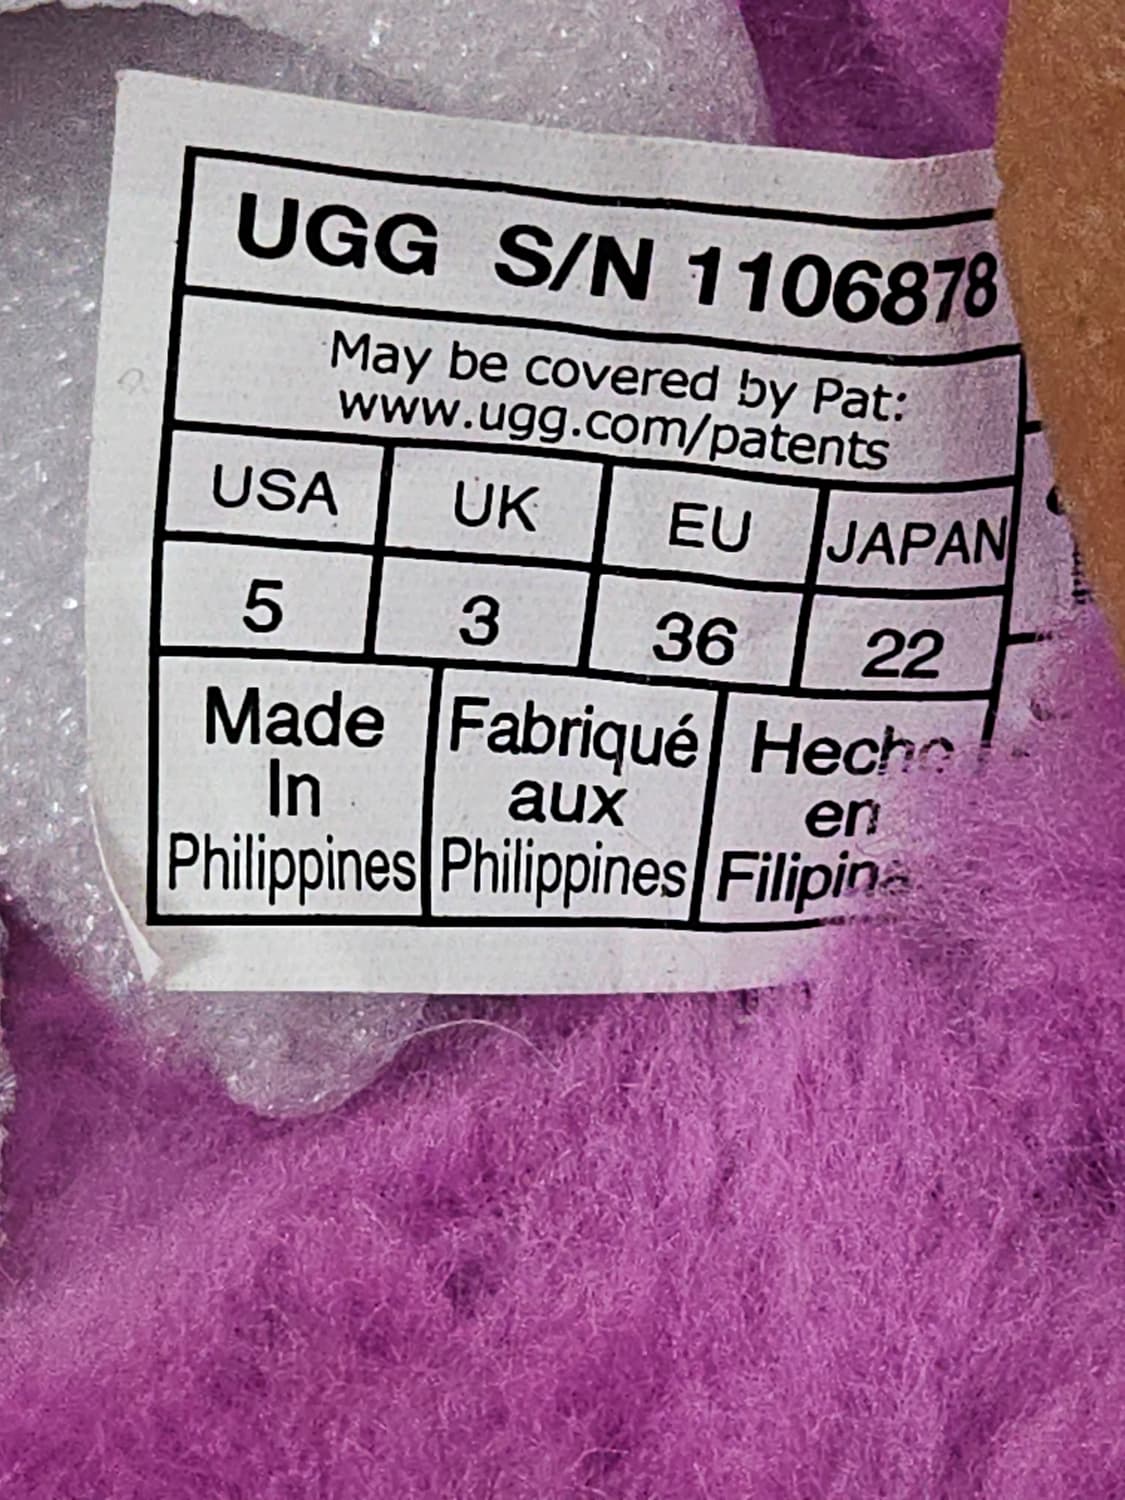 UGG S/N 1106878
May be covered by Pat:
www.ugg.com/patents
USA UK EU JAPAN
5 3 36 22
Made Fabriqué Hecho
In aux en
Philippines Philippines